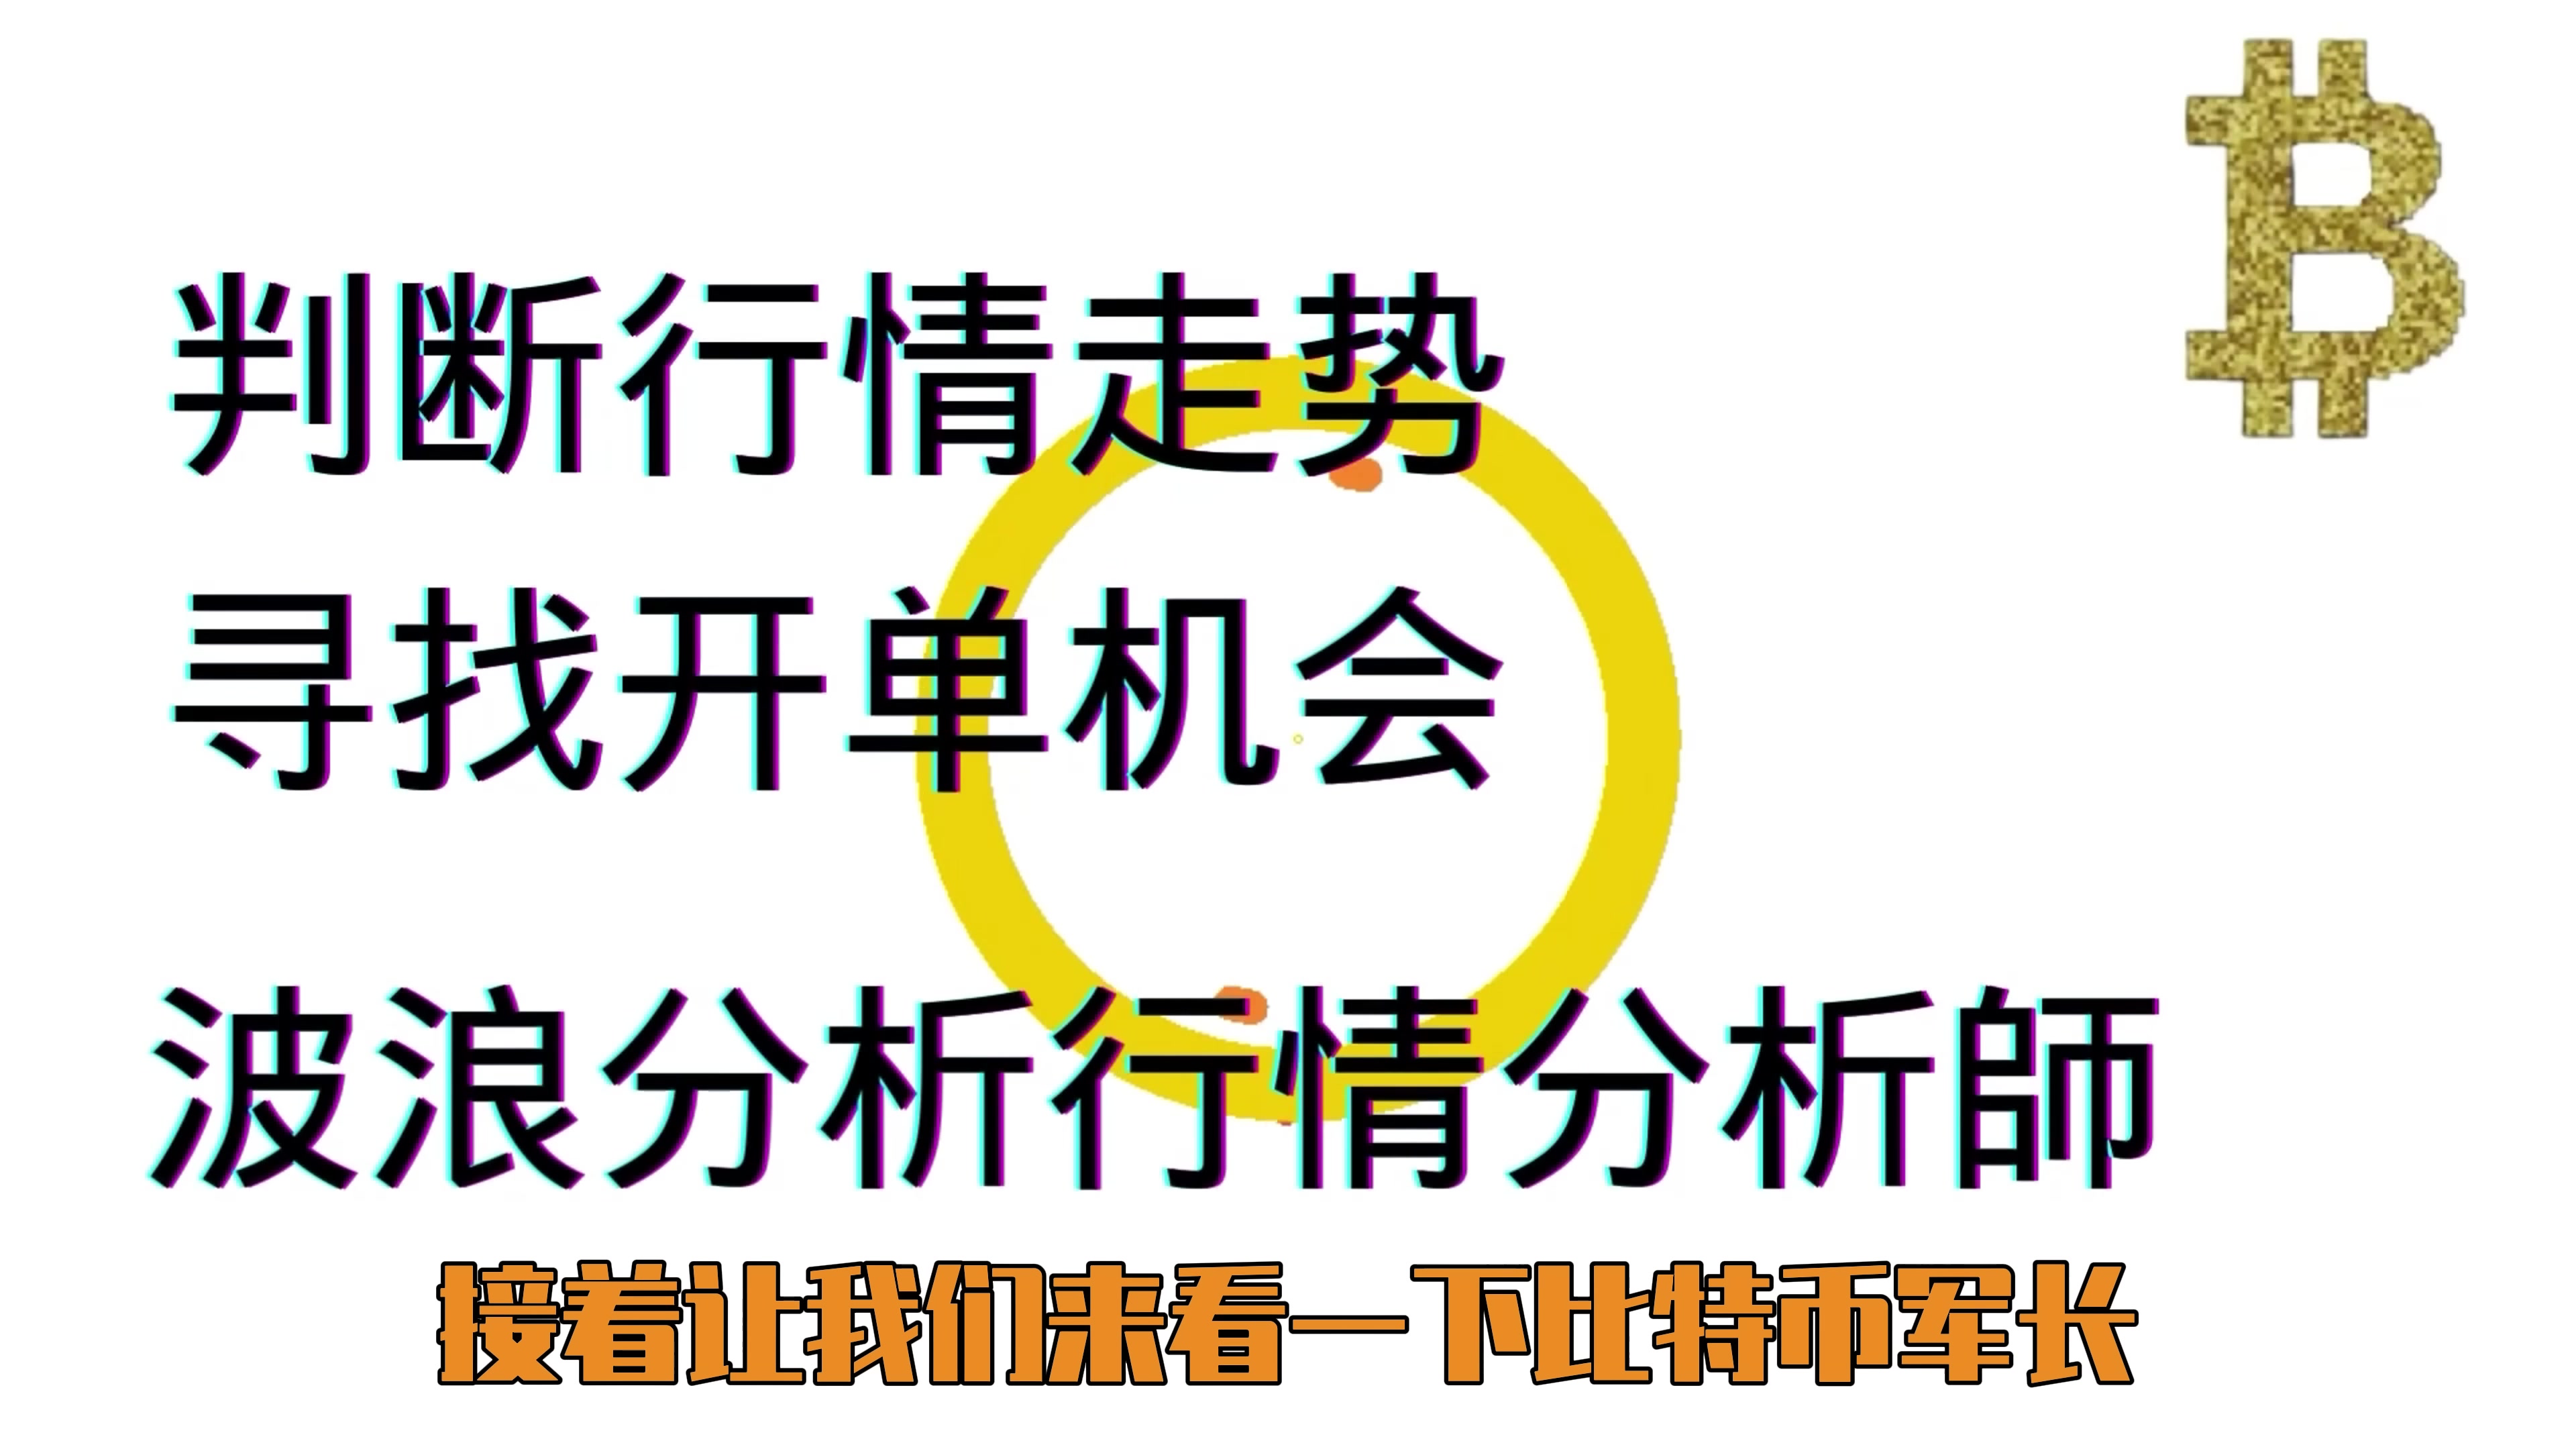 判断行情走势
寻找开单机会
波浪分析行情分析師
接着让我们来看一下比特币军长